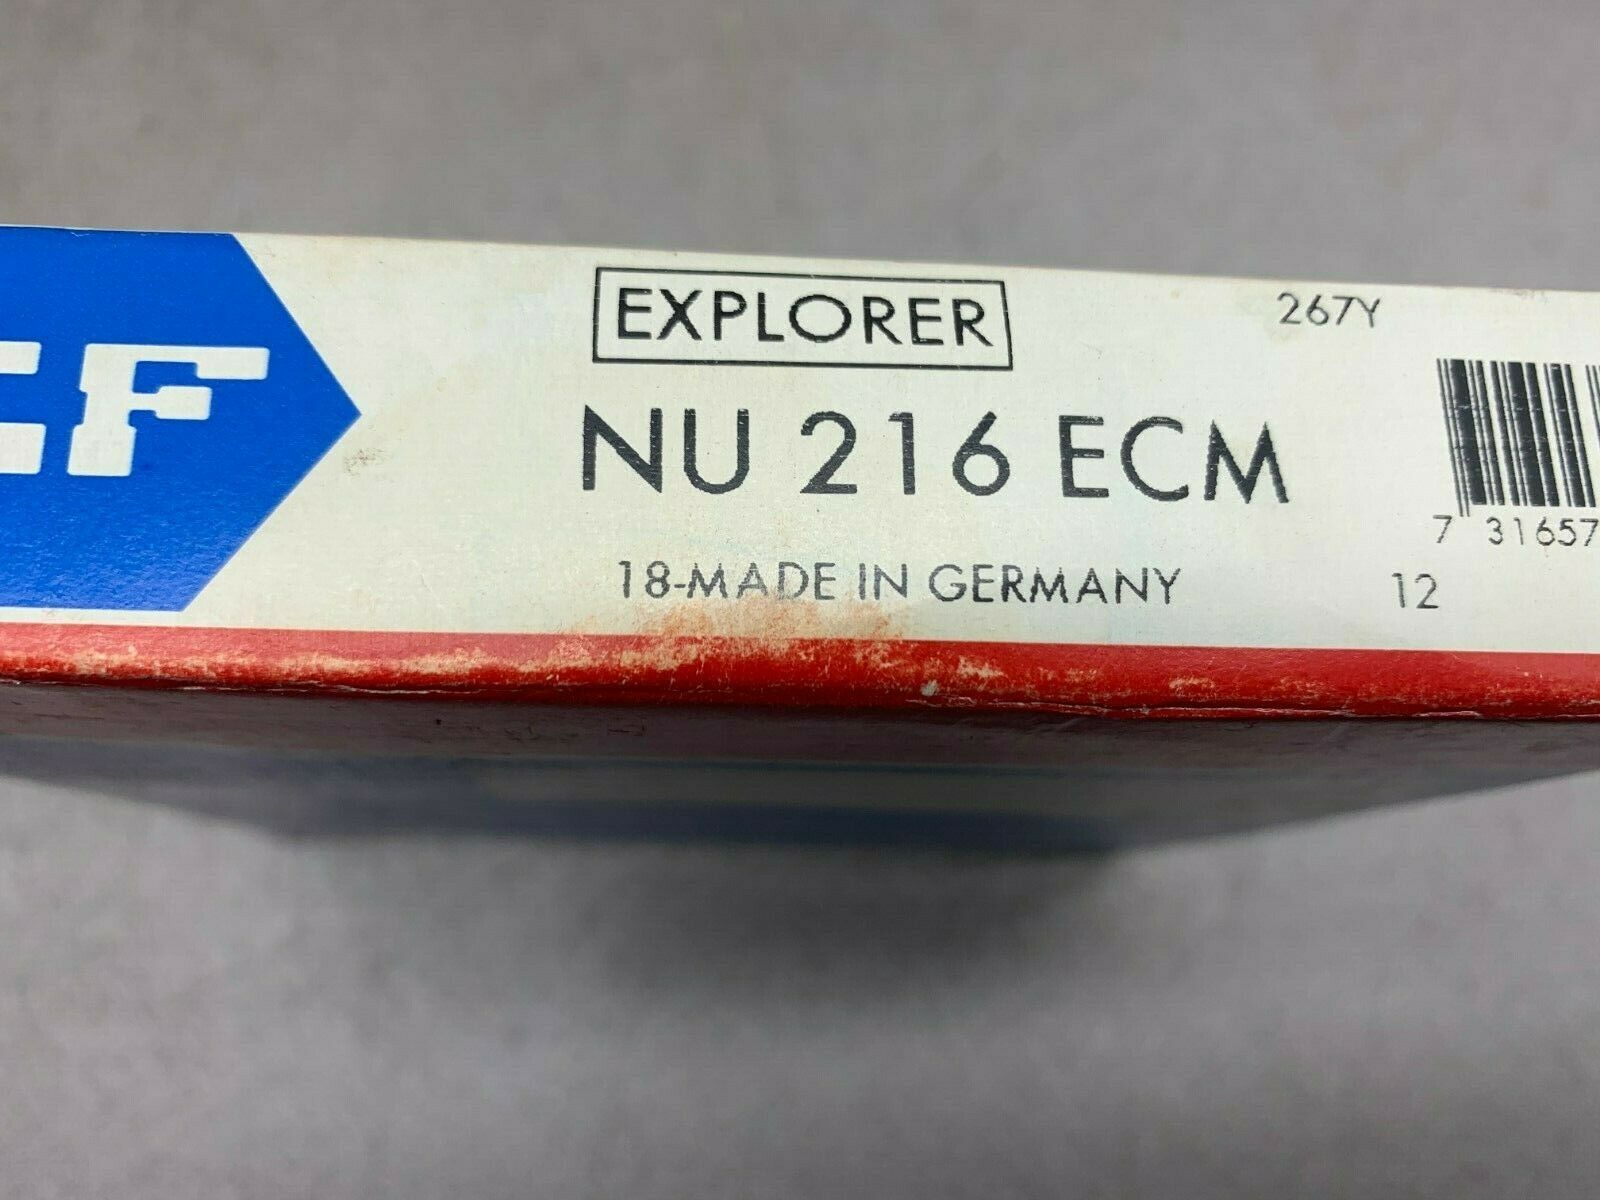 EXPLORER
267Y
NU 216 ECM
7 31657
18-MADE IN GERMANY
12